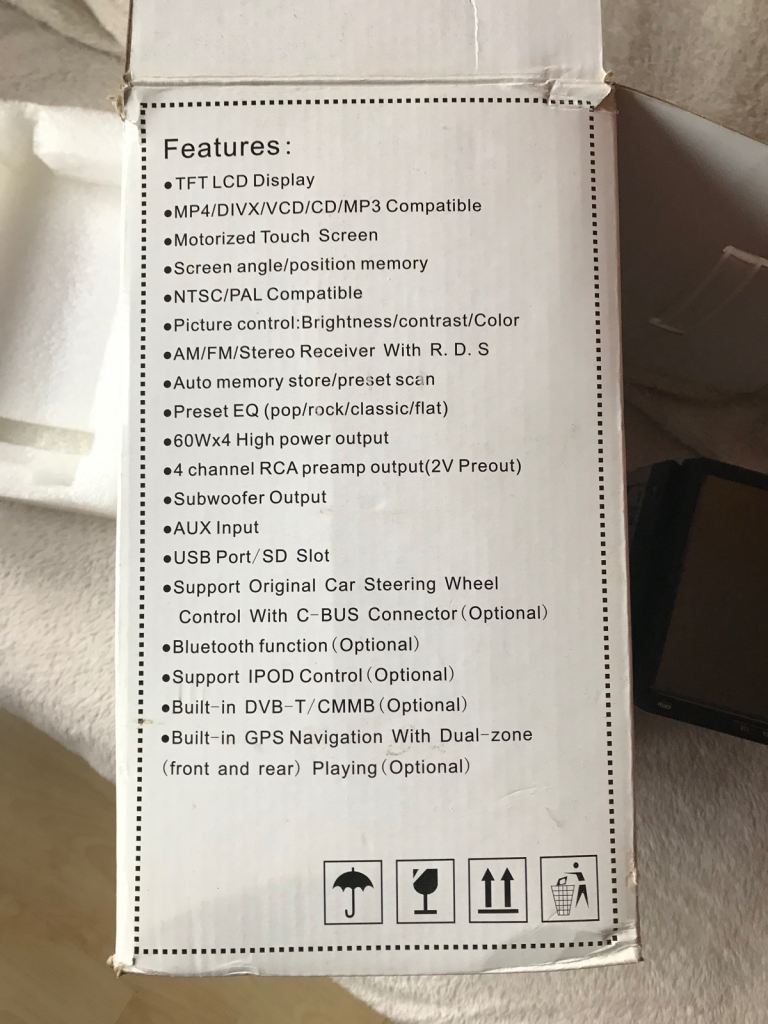 Features:
●TFT LCD Display
●MP4/DIVX/VCD/CD/MP3 Compatible
●Motorized Touch Screen
●Screen angle/position memory
●NTSC/PAL Compatible
●Picture control:Brightness/contrast/Color
●AM/FM/Stereo Receiver With R. D. S
●Auto memory store/preset scan
●Preset EQ (pop/rock/classic/flat)
●60Wx4 High power output
●4 channel RCA preamp output(2V Preout)
●Subwoofer Output
●AUX Input
●USB Port/SD Slot
●Support Original Car Steering Wheel
Control With C-BUS Connector(Optional)
●Bluetooth function(Optional)
●Support IPOD Control(Optional)
●Built-in DVB-T/CMMB(Optional)
●Built-in GPS Navigation With Dual-zone
(front and rear) Playing(Optional)